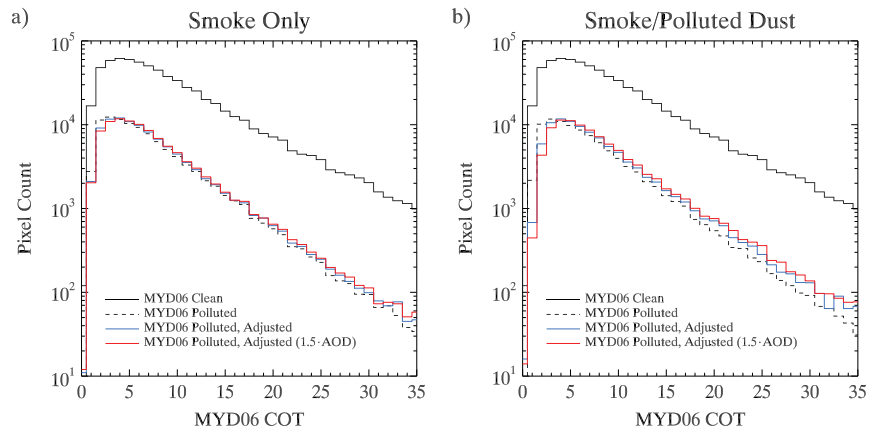 a) Smoke Only
10^5
10^4
10^3
10^2
10^1
Pixel Count
MYD06 Clean
MYD06 Polluted
MYD06 Polluted, Adjusted
MYD06 Polluted, Adjusted (1.5·AOD)
0 5 10 15 20 25 30 35
MYD06 COT
b) Smoke/Polluted Dust
10^5
10^4
10^3
10^2
10^1
Pixel Count
MYD06 Clean
MYD06 Polluted
MYD06 Polluted, Adjusted
MYD06 Polluted, Adjusted (1.5·AOD)
0 5 10 15 20 25 30 35
MYD06 COT